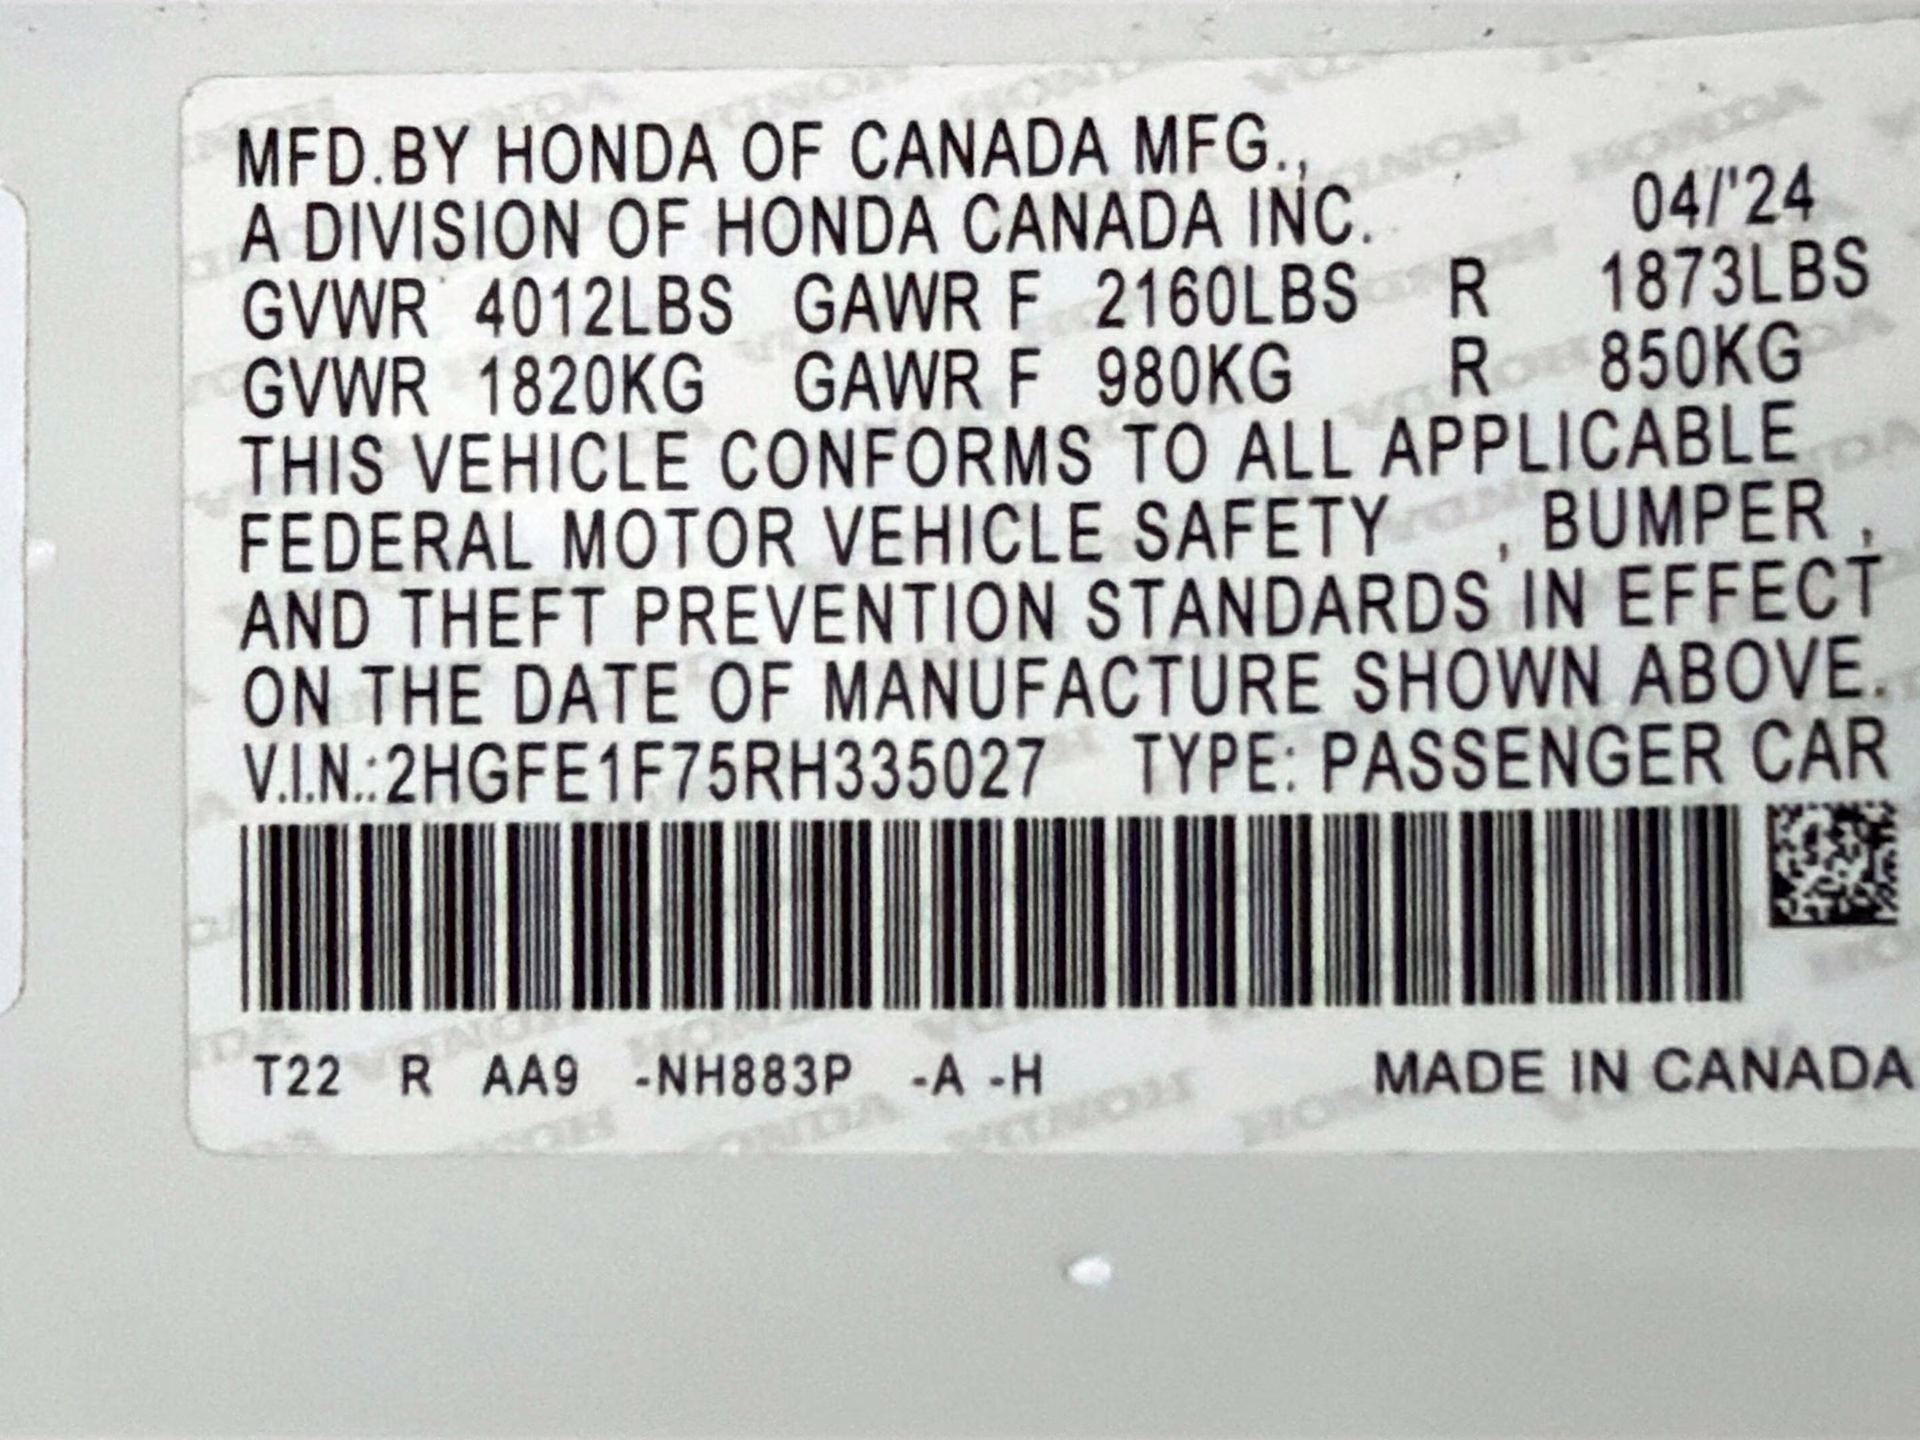 MFD.BY HONDA OF CANADA MFG.,
A DIVISION OF HONDA CANADA INC. 04/'24
GVWR 4012LBS GAWR F 2160LBS R 1873LBS
GVWR 1820KG GAWR F 980KG R 850KG
THIS VEHICLE CONFORMS TO ALL APPLICABLE
FEDERAL MOTOR VEHICLE SAFETY , BUMPER ,
AND THEFT PREVENTION STANDARDS IN EFFECT
ON THE DATE OF MANUFACTURE SHOWN ABOVE.
V.I.N.:2HGFE1F75RH335027 TYPE: PASSENGER CAR
T22 R AA9 -NH883P -A -H MADE IN CANADA